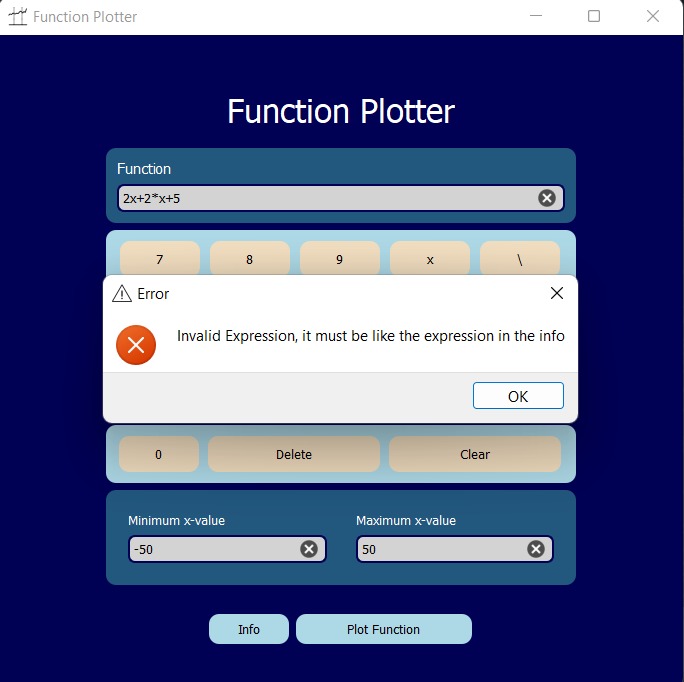 Function Plotter
Function Plotter
Function
2x+2*x+5
7 8 9 x \
Error
Invalid Expression, it must be like the expression in the info
OK
0 Delete Clear
Minimum x-value Maximum x-value
-50 50
Info Plot Function